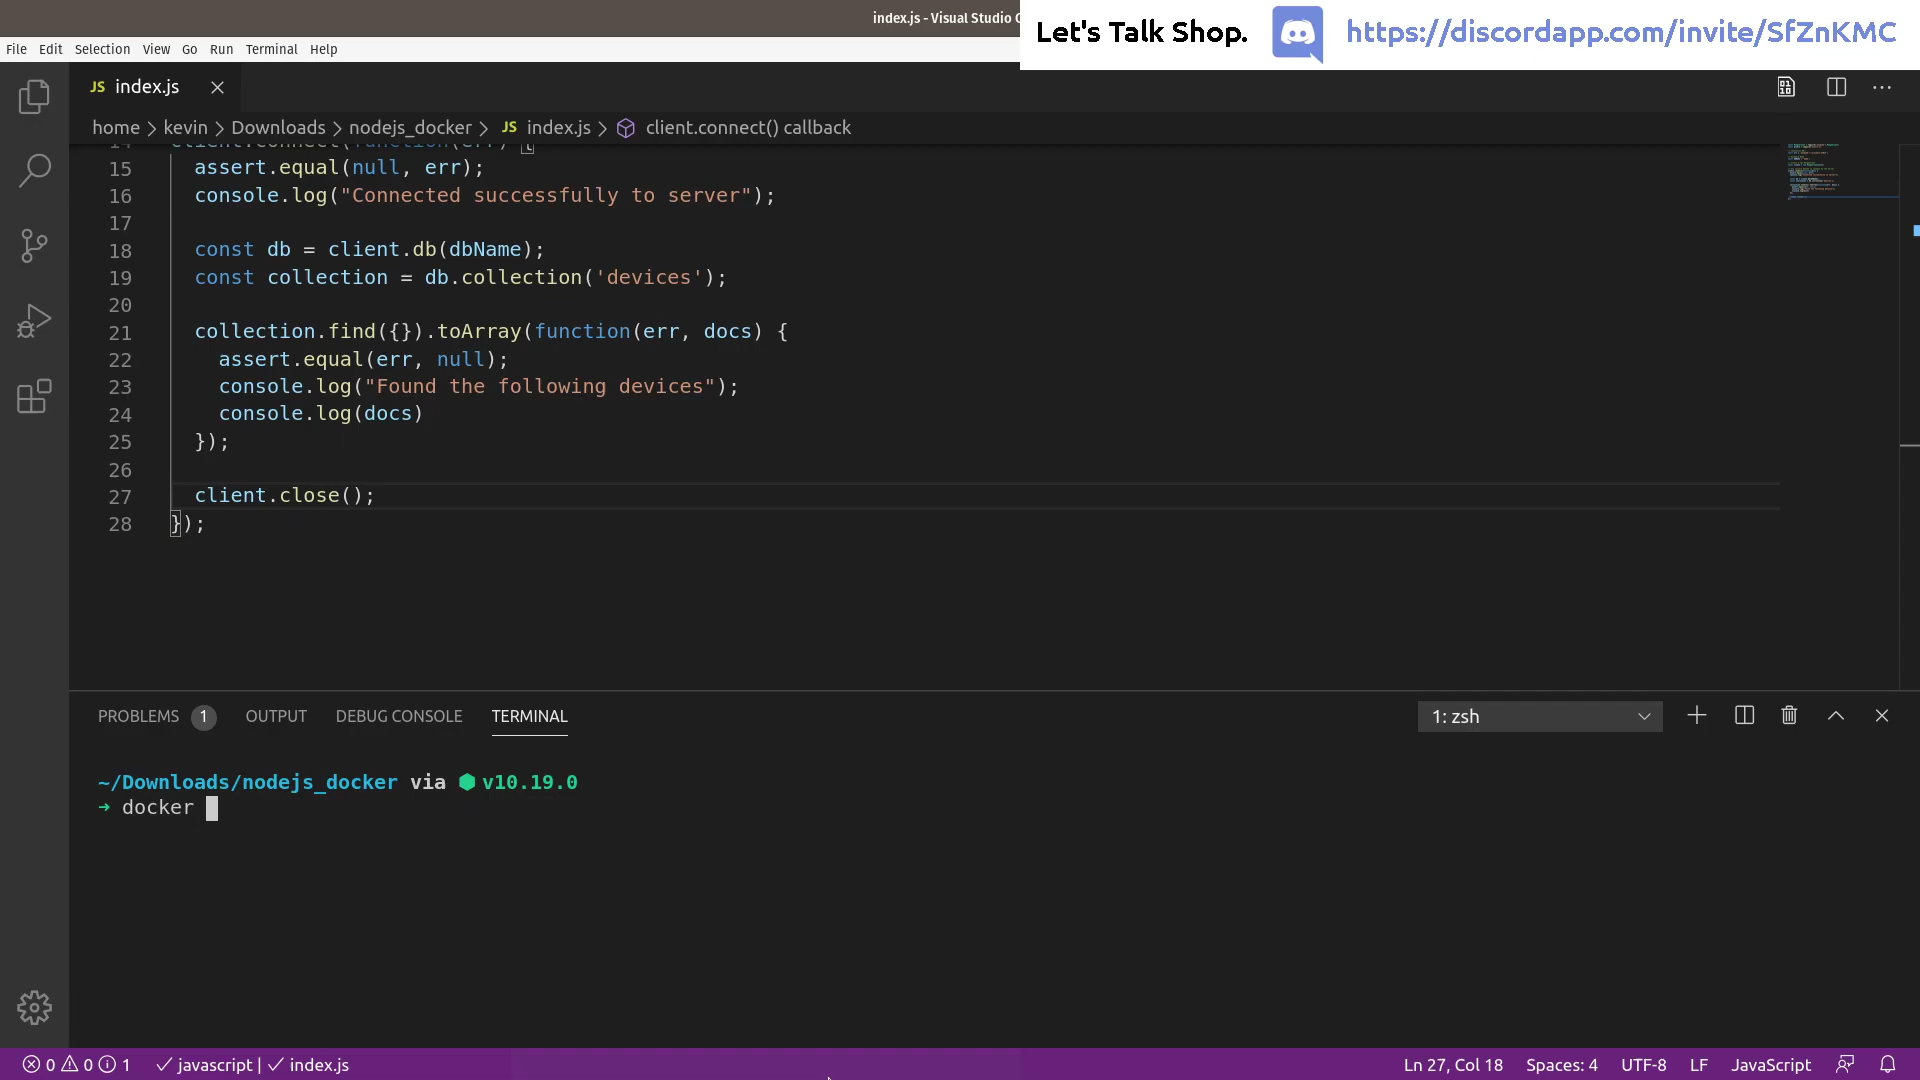 index.js - Visual Studio
Let's Talk Shop.
https://discordapp.com/invite/SfZnKMC
File Edit Selection View Go Run Terminal Help
JS index.js
home > kevin > Downloads > nodejs_docker > JS index.js > client.connect() callback
14 client.connect(function(err) {
15 assert.equal(null, err);
16 console.log("Connected successfully to server");
17
18 const db = client.db(dbName);
19 const collection = db.collection('devices');
20
21 collection.find({}).toArray(function(err, docs) {
22 assert.equal(err, null);
23 console.log("Found the following devices");
24 console.log(docs)
25 });
26
27 client.close();
28 });
PROBLEMS 1 OUTPUT DEBUG CONSOLE TERMINAL
1: zsh
~/Downloads/nodejs_docker via ⬢ v10.19.0
➜ docker
0 0 1 ✓ javascript | ✓ index.js
Ln 27, Col 18 Spaces: 4 UTF-8 LF JavaScript